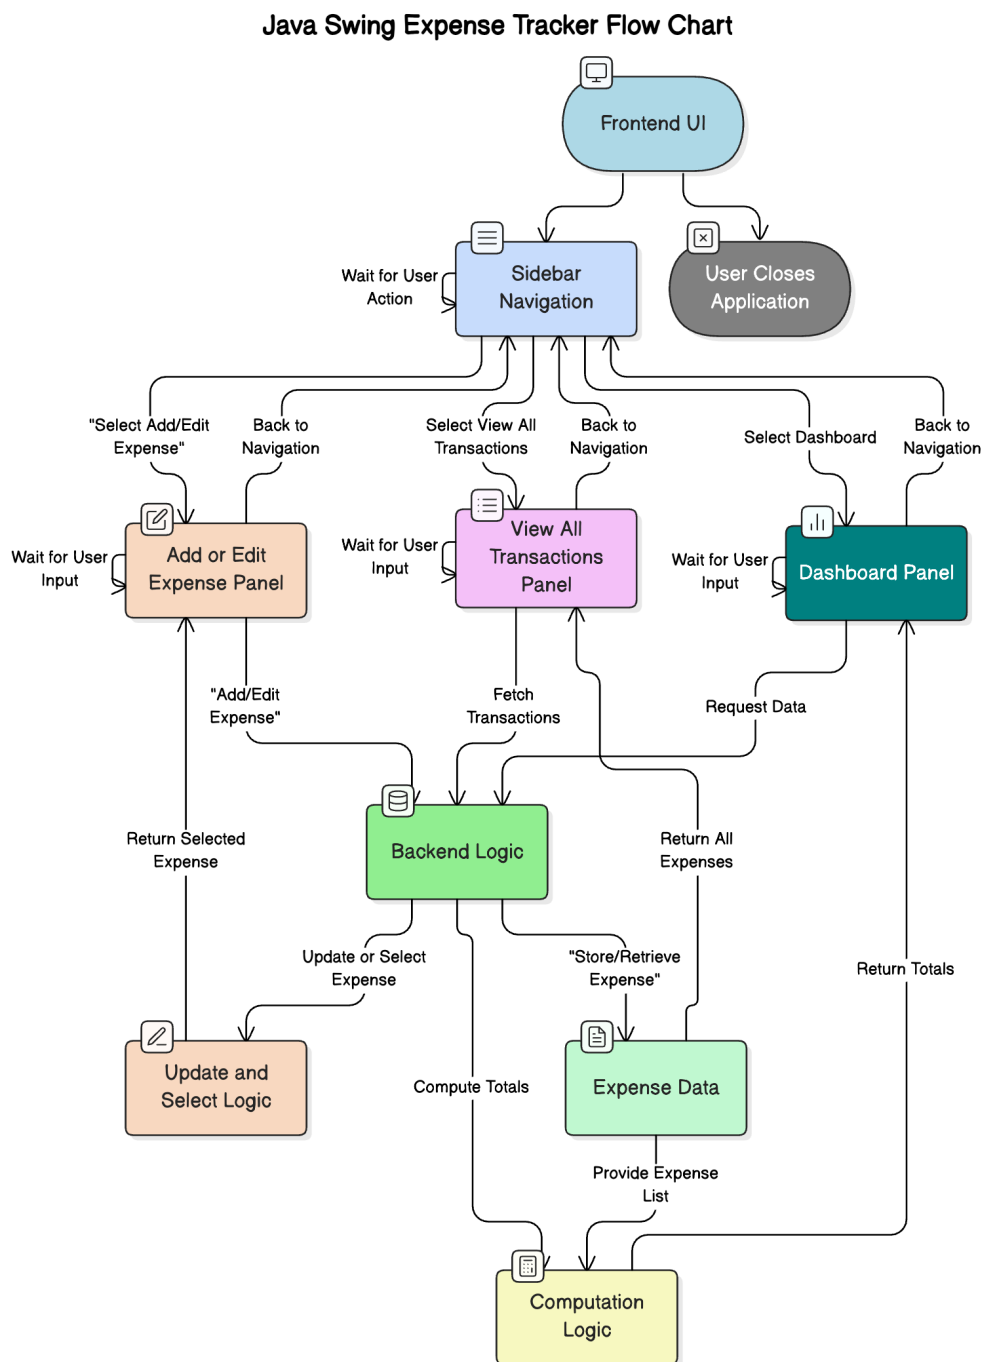 Java Swing Expense Tracker Flow Chart
Frontend UI
Sidebar
Navigation
User Closes
Application
Wait for User
Action
"Select Add/Edit
Expense"
Back to
Navigation
Select View All
Transactions
Back to
Navigation
Select Dashboard
Back to
Navigation
Wait for User
Input
Add or Edit
Expense Panel
Wait for User
Input
View All
Transactions
Panel
Wait for User
Input
Dashboard Panel
"Add/Edit
Expense"
Fetch
Transactions
Request Data
Backend Logic
Return Selected
Expense
Return All
Expenses
Update or Select
Expense
"Store/Retrieve
Expense"
Return Totals
Update and
Select Logic
Compute Totals
Expense Data
Provide Expense
List
Computation
Logic